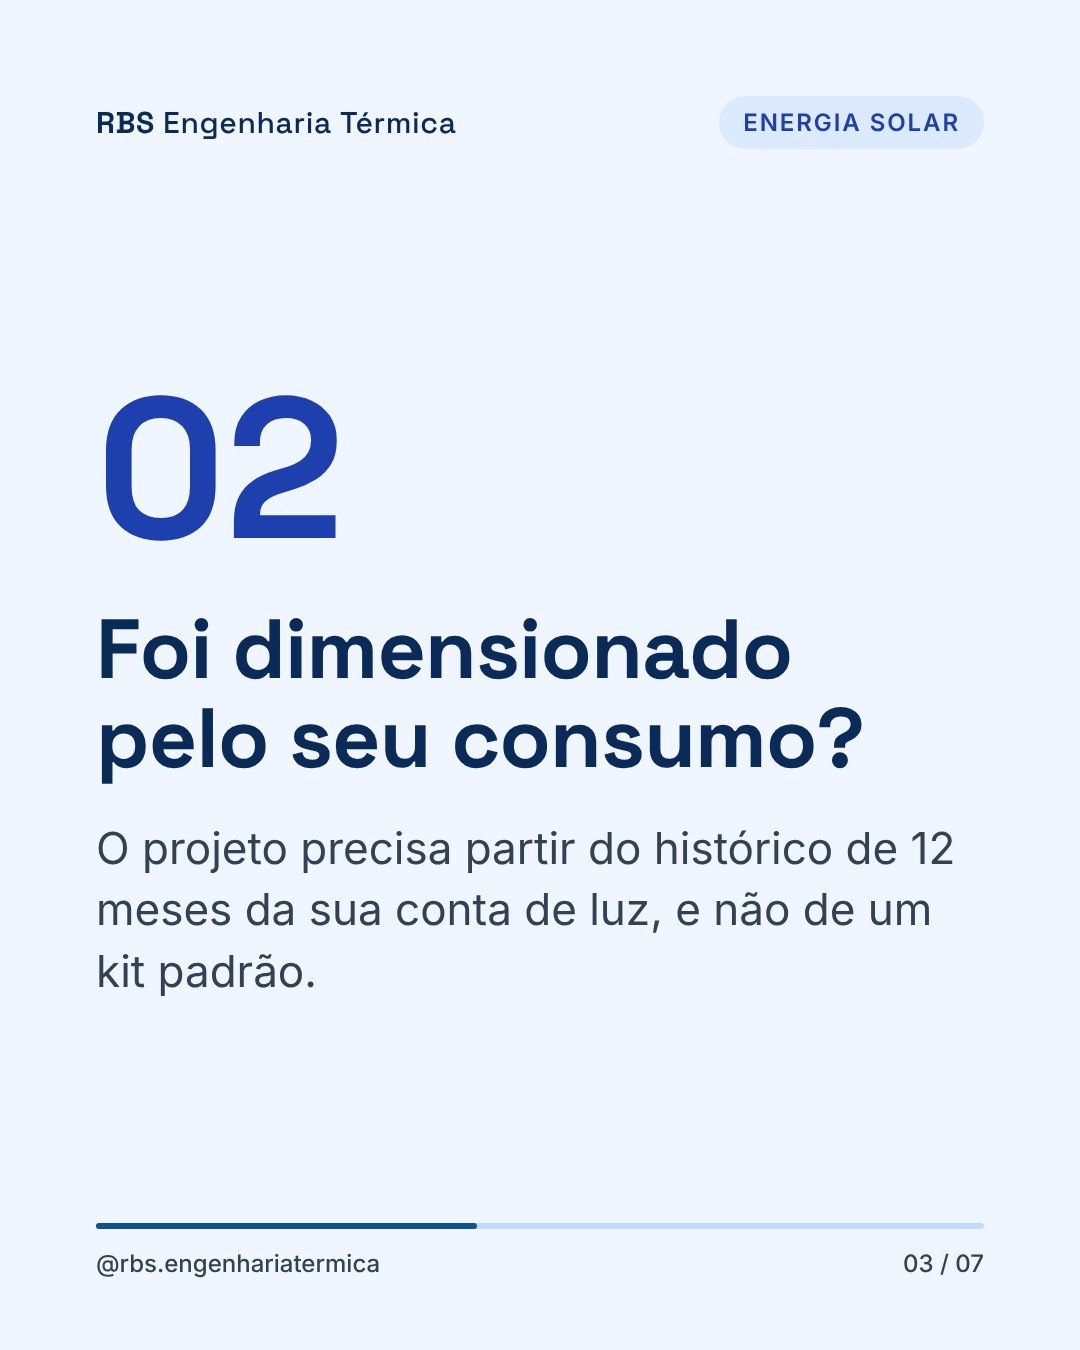 RBS Engenharia Térmica
ENERGIA SOLAR
02
Foi dimensionado
pelo seu consumo?
O projeto precisa partir do histórico de 12
meses da sua conta de luz, e não de um
kit padrão.
@rbs.engenhariatermica
03 / 07